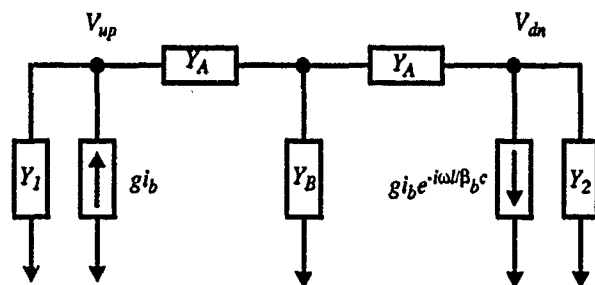 V_up
V_dn
Y_A
Y_A
Y_1
gi_b
Y_B
gi_b e^{-iωl/β_b c}
Y_2